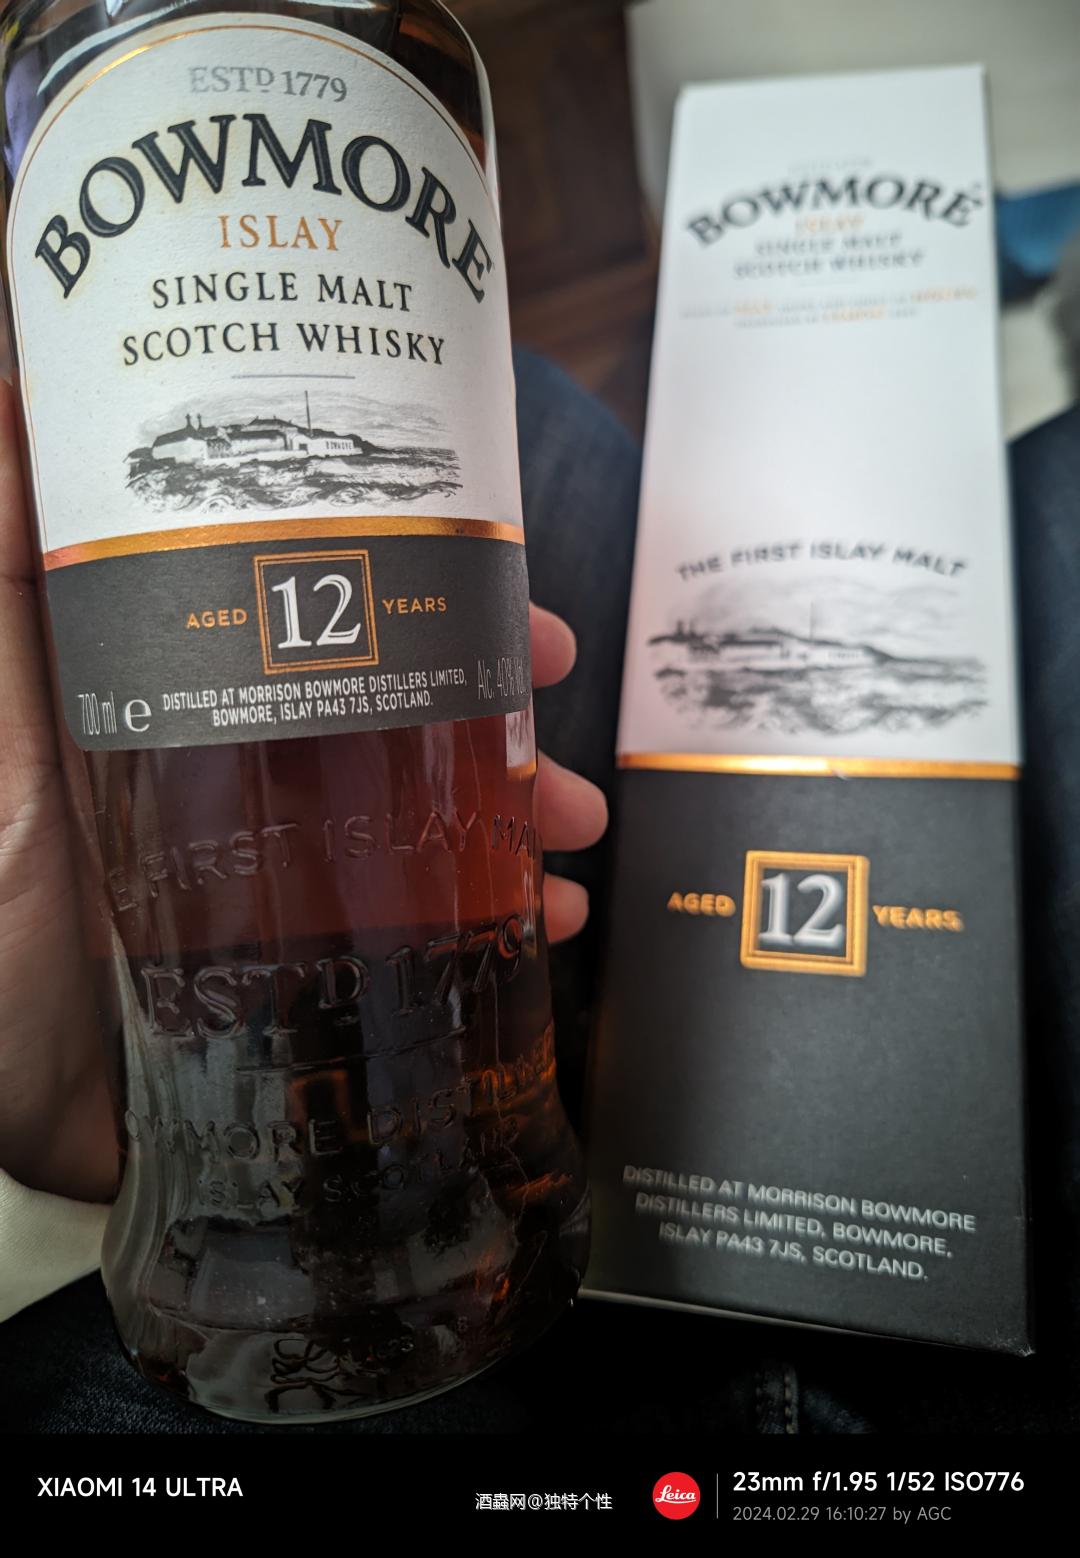 ESTD 1779
BOWMORE
ISLAY
SINGLE MALT
SCOTCH WHISKY
BOWMORE
AGED 12 YEARS
700 ml e
DISTILLED AT MORRISON BOWMORE DISTILLERS LIMITED,
BOWMORE, ISLAY PA43 7JS, SCOTLAND.
Alc. 40% Vol
FIRST ISLAY
ESTD 1779
ISLAY SCOTLAND
BOWMORE
ISLAY
SINGLE MALT
SCOTCH WHISKY
THE FIRST ISLAY MALT
AGED 12 YEARS
DISTILLED AT MORRISON BOWMORE
DISTILLERS LIMITED, BOWMORE,
ISLAY PA43 7JS, SCOTLAND.
XIAOMI 14 ULTRA
酒蟲网@独特个性
Leica
23mm f/1.95 1/52 ISO776
2024.02.29 16:10:27 by AGC